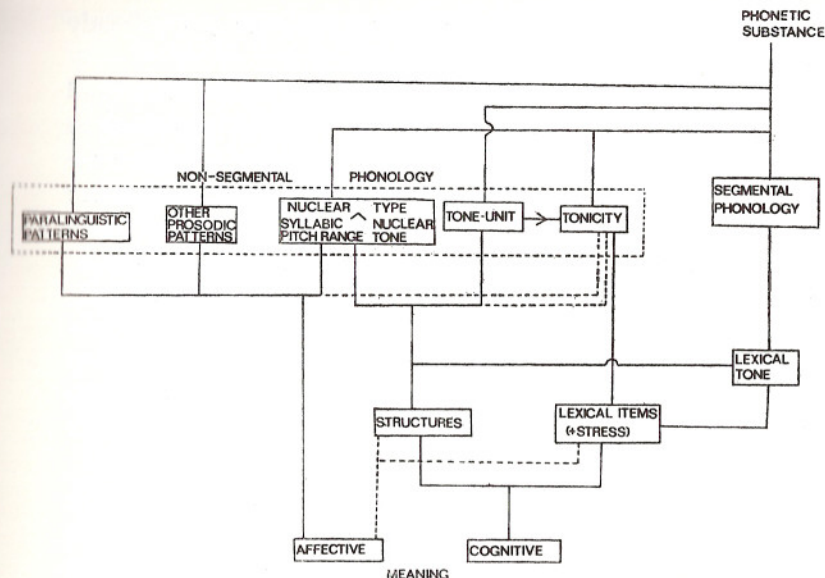 PHONETIC
SUBSTANCE
NON-SEGMENTAL PHONOLOGY
PARALINGUISTIC
PATTERNS
OTHER
PROSODIC
PATTERNS
NUCLEAR TYPE
SYLLABIC NUCLEAR
PITCH RANGE TONE
TONE-UNIT
TONICITY
SEGMENTAL
PHONOLOGY
LEXICAL
TONE
STRUCTURES
LEXICAL ITEMS
(+STRESS)
AFFECTIVE
COGNITIVE
MEANING